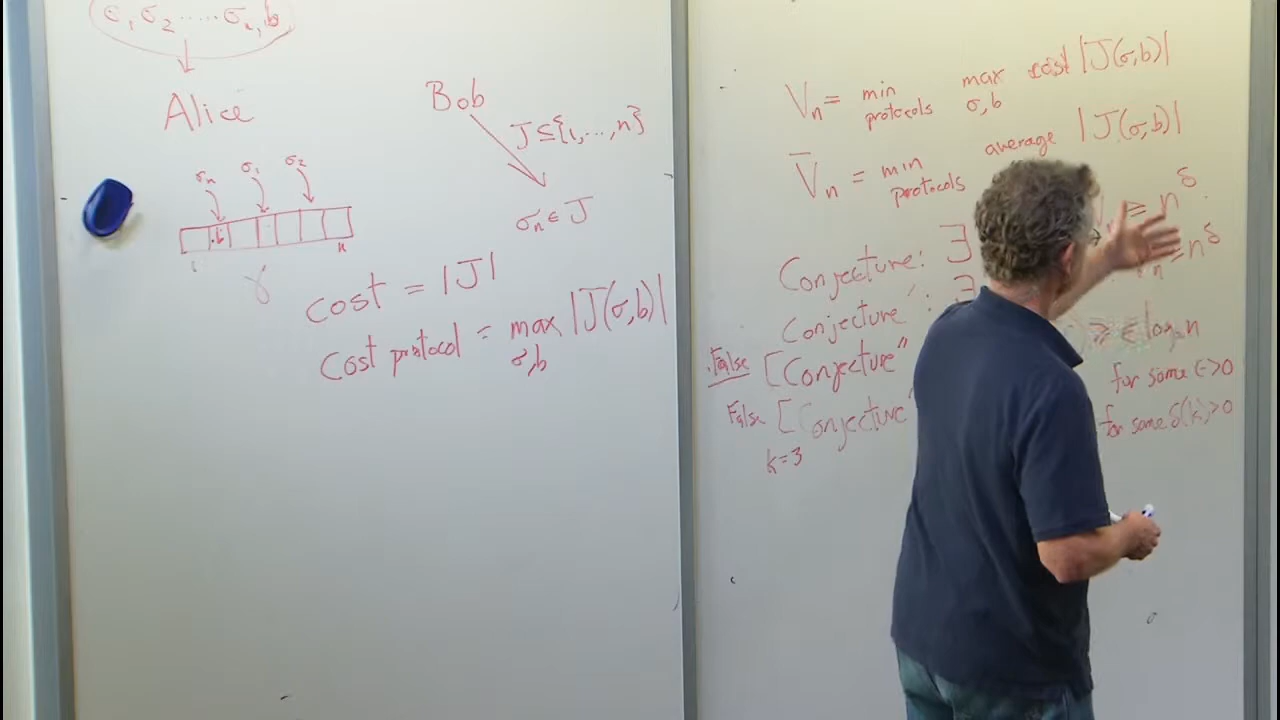 σ₁ σ₂ ..... σₙ, b
Alice
σₙ σ₁ σ₂
b
1 n
γ
Bob
J ⊆ {1,...,n}
σₙ ∈ J
cost = |J|
cost protocol = max |J(σ,b)|
σ,b
Vₙ = min max cost |J(σ,b)|
protocols σ,b
V̄ₙ = min average |J(σ,b)|
protocols
Conjecture: ∃ ≥ n^δ
Conjecture': ∃ n^δ
False [Conjecture" ≥ ϵ log₂ n
for some ϵ>0
False [Conjecture for some δ(k)>0
k=3